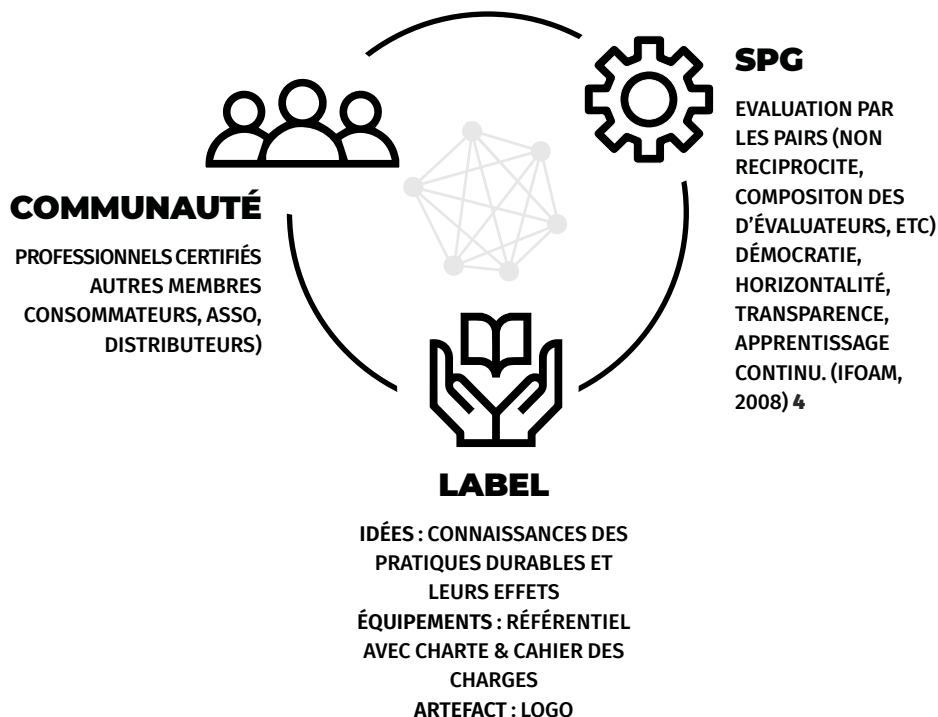 SPG
EVALUATION PAR
LES PAIRS (NON
RECIPROCITE,
COMPOSITON DES
D’ÉVALUATEURS, ETC)
DÉMOCRATIE,
HORIZONTALITÉ,
TRANSPARENCE,
APPRENTISSAGE
CONTINU. (IFOAM,
2008) 4
COMMUNAUTÉ
PROFESSIONNELS CERTIFIÉS
AUTRES MEMBRES
CONSOMMATEURS, ASSO,
DISTRIBUTEURS)
LABEL
IDÉES : CONNAISSANCES DES
PRATIQUES DURABLES ET
LEURS EFFETS
ÉQUIPEMENTS : RÉFÉRENTIEL
AVEC CHARTE & CAHIER DES
CHARGES
ARTEFACT : LOGO